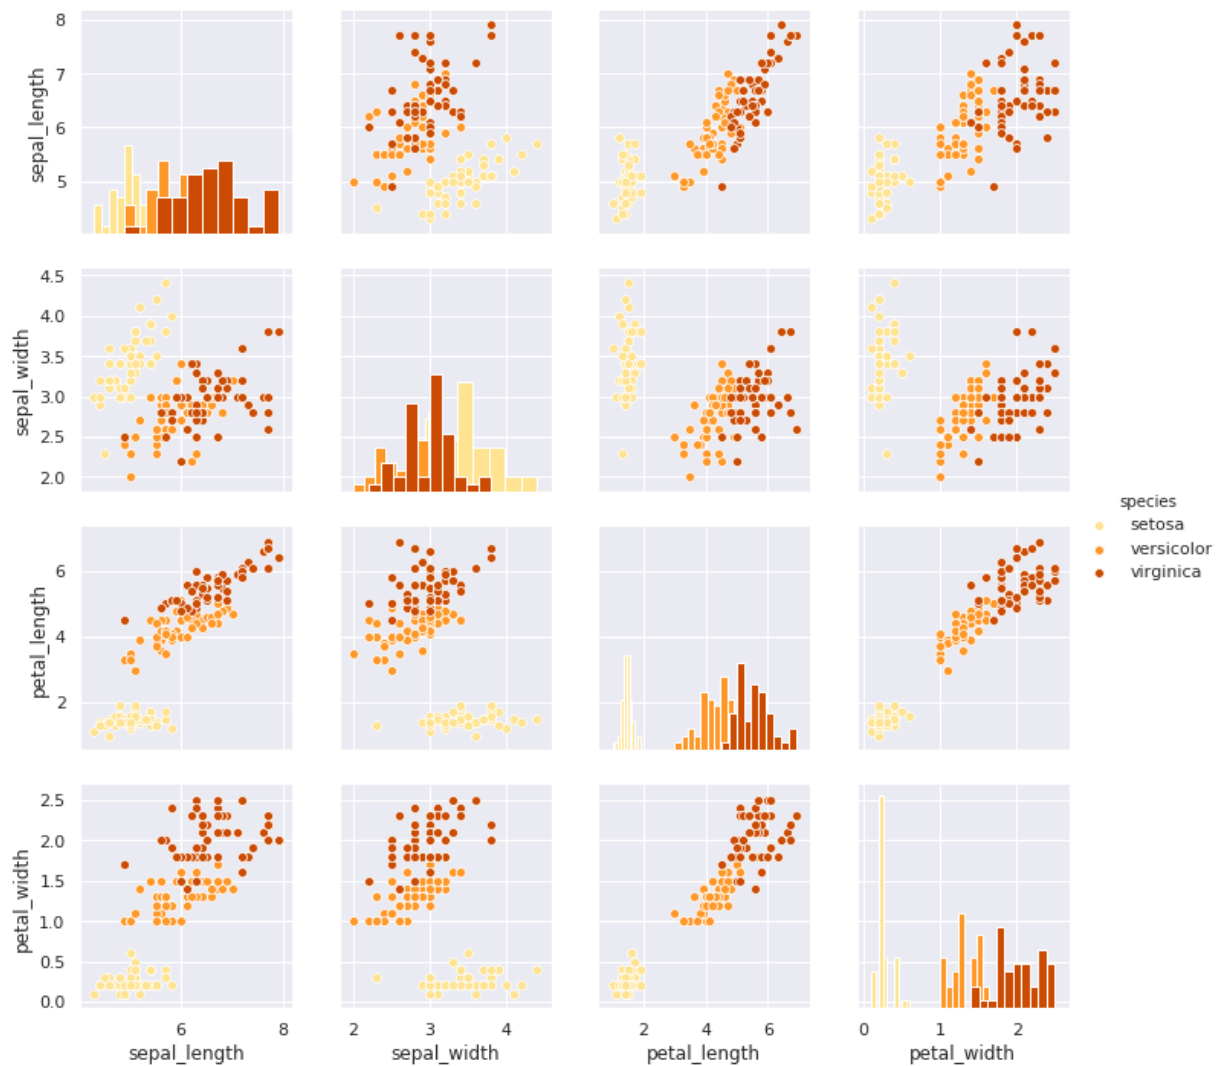 8
7
6
5
sepal_length
4.5
4.0
3.5
3.0
2.5
2.0
sepal_width
species
setosa
versicolor
virginica
6
4
2
petal_length
2.5
2.0
1.5
1.0
0.5
0.0
petal_width
6 8
2 3 4
2 4 6
0 1 2
sepal_length
sepal_width
petal_length
petal_width